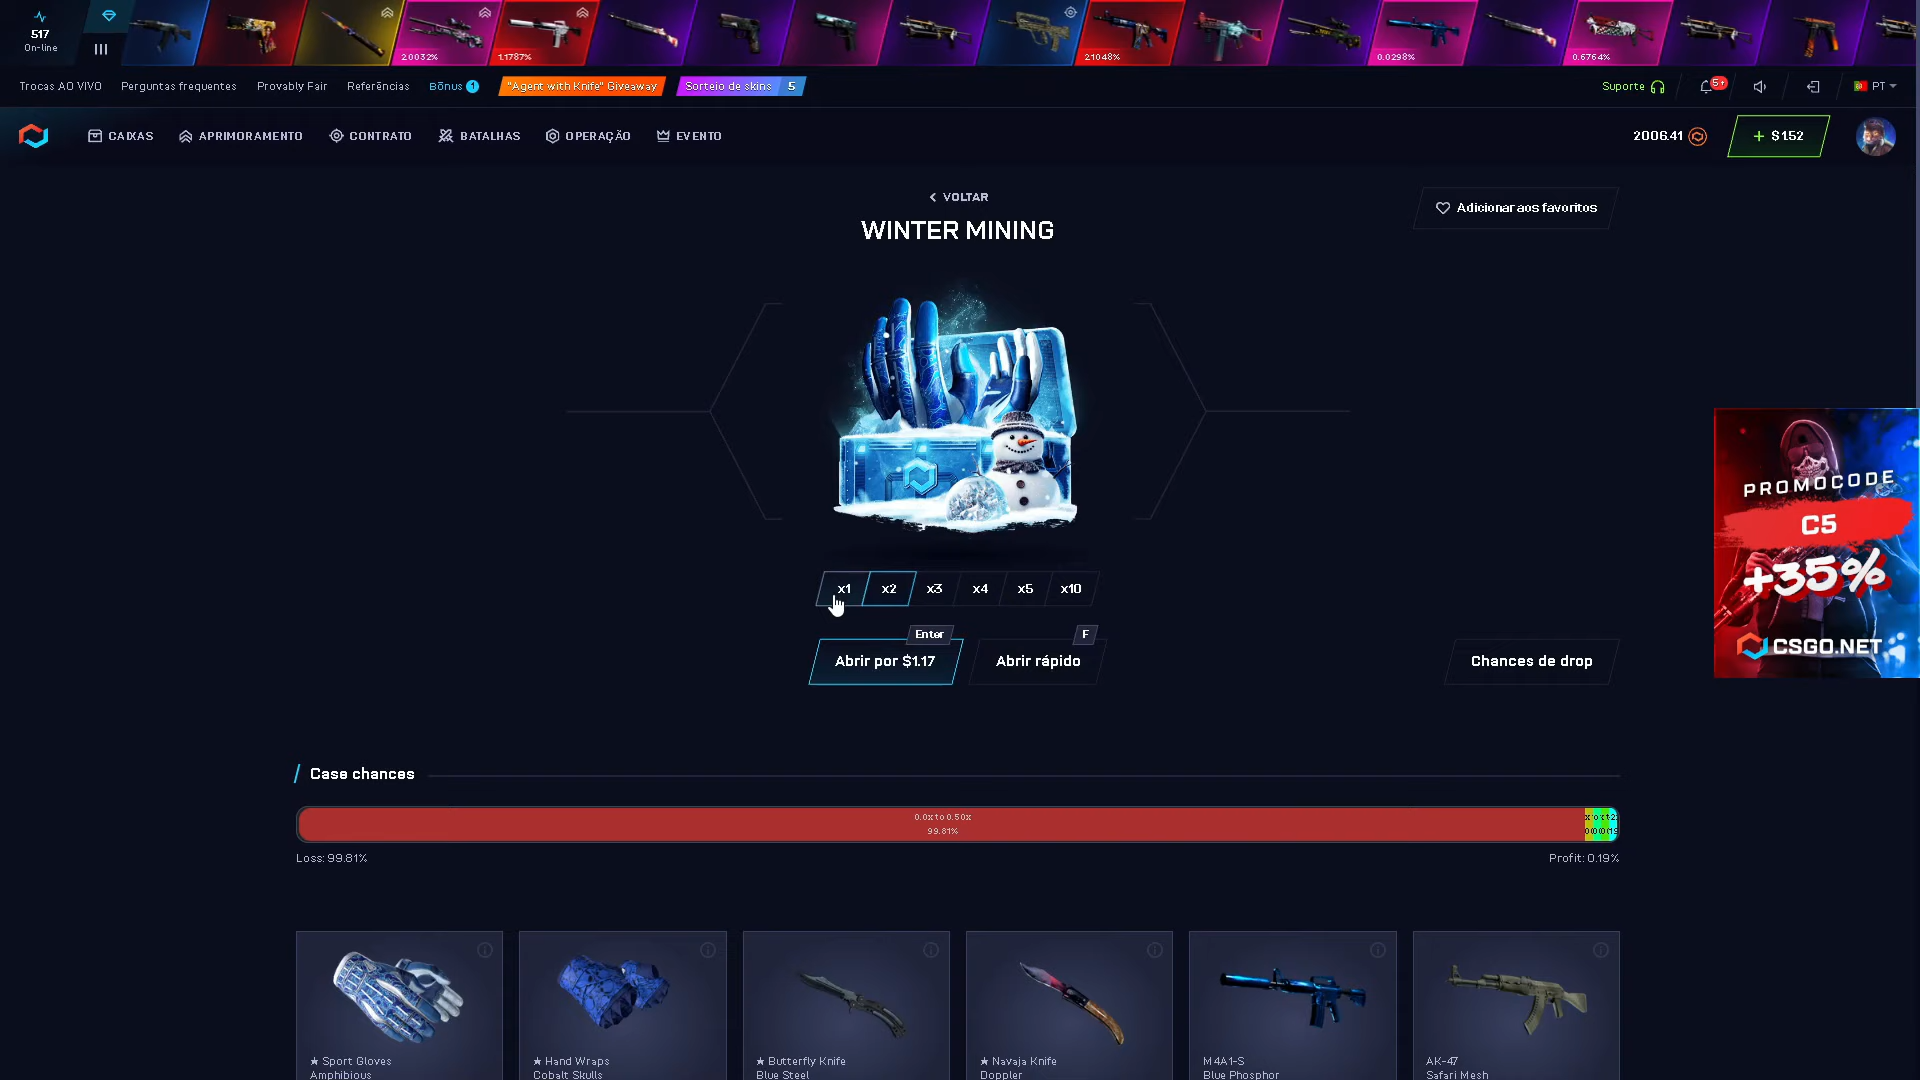 517
On-line
2.0032%
1.1787%
2.1048%
0.0298%
0.6764%
Trocas AO VIVO
Perguntas frequentes
Provably Fair
Referências
Bônus 1
"Agent with Knife" Giveaway
Sorteio de skins 5
Suporte
5+
PT
CAIXAS
APRIMORAMENTO
CONTRATO
BATALHAS
OPERAÇÃO
EVENTO
2006.41
+ $1.52
VOLTAR
WINTER MINING
Adicionar aos favoritos
PROMOCODE
C5
+35%
CSGO.NET
x1
x2
x3
x4
x5
x10
Enter
F
Abrir por $1.17
Abrir rápido
Chances de drop
Case chances
0.0x to 0.50x
99.81%
Loss: 99.81%
Profit: 0.19%
★ Sport Gloves
Amphibious
★ Hand Wraps
Cobalt Skulls
★ Butterfly Knife
Blue Steel
★ Navaja Knife
Doppler
M4A1-S
Blue Phosphor
AK-47
Safari Mesh